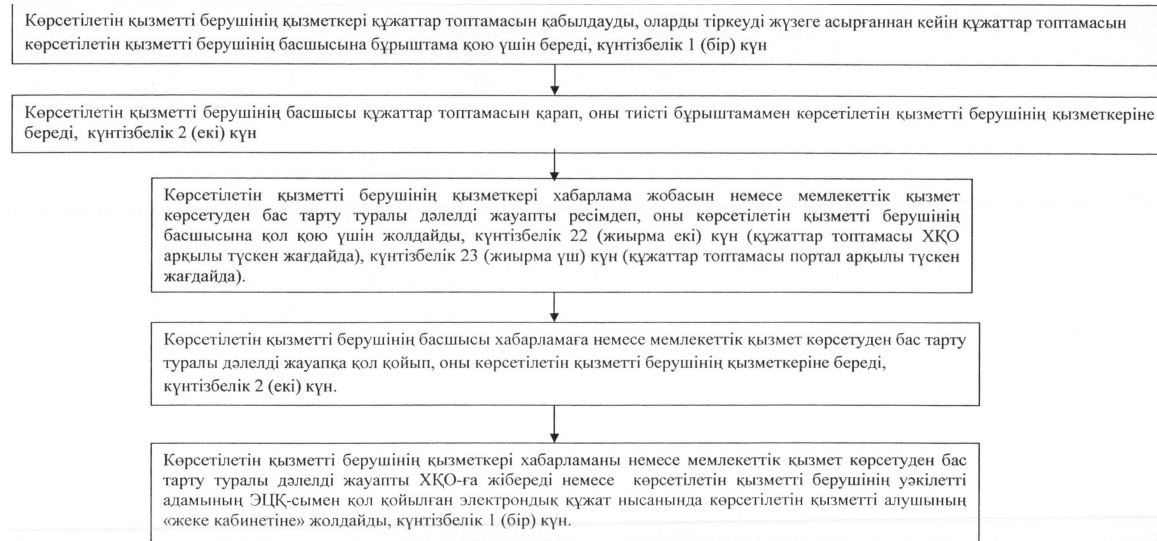 Көрсетілетін қызметті берушінің қызметкері құжаттар топтамасын қабылдауды, оларды тіркеуді жүзеге асырғаннан кейін құжаттар топтамасын
көрсетілетін қызметті берушінің басшысына бұрыштама қою үшін береді, күнтізбелік 1 (бір) күн
Көрсетілетін қызметті берушінің басшысы құжаттар топтамасын қарап, оны тиісті бұрыштамамен көрсетілетін қызметті берушінің қызметкеріне
береді, күнтізбелік 2 (екі) күн
Көрсетілетін қызметті берушінің қызметкері хабарлама жобасын немесе мемлекеттік қызмет
көрсетуден бас тарту туралы дәлелді жауапты ресімдеп, оны көрсетілетін қызметті берушінің
басшысына қол қою үшін жолдайды, күнтізбелік 22 (жиырма екі) күн (құжаттар топтамасы ХҚО
арқылы түскен жағдайда), күнтізбелік 23 (жиырма үш) күн (құжаттар топтамасы портал арқылы түскен
жағдайда).
Көрсетілетін қызметті берушінің басшысы хабарламаға немесе мемлекеттік қызмет көрсетуден бас тарту
туралы дәлелді жауапқа қол қойып, оны көрсетілетін қызметті берушінің қызметкеріне береді,
күнтізбелік 2 (екі) күн.
Көрсетілетін қызметті берушінің қызметкері хабарламаны немесе мемлекеттік қызмет көрсетуден бас
тарту туралы дәлелді жауапты ХҚО-ға жібереді немесе көрсетілетін қызметті берушінің уәкілетті
адамының ЭЦҚ-сымен қол қойылған электрондық құжат нысанында көрсетілетін қызметті алушының
«жеке кабинетіне» жолдайды, күнтізбелік 1 (бір) күн.